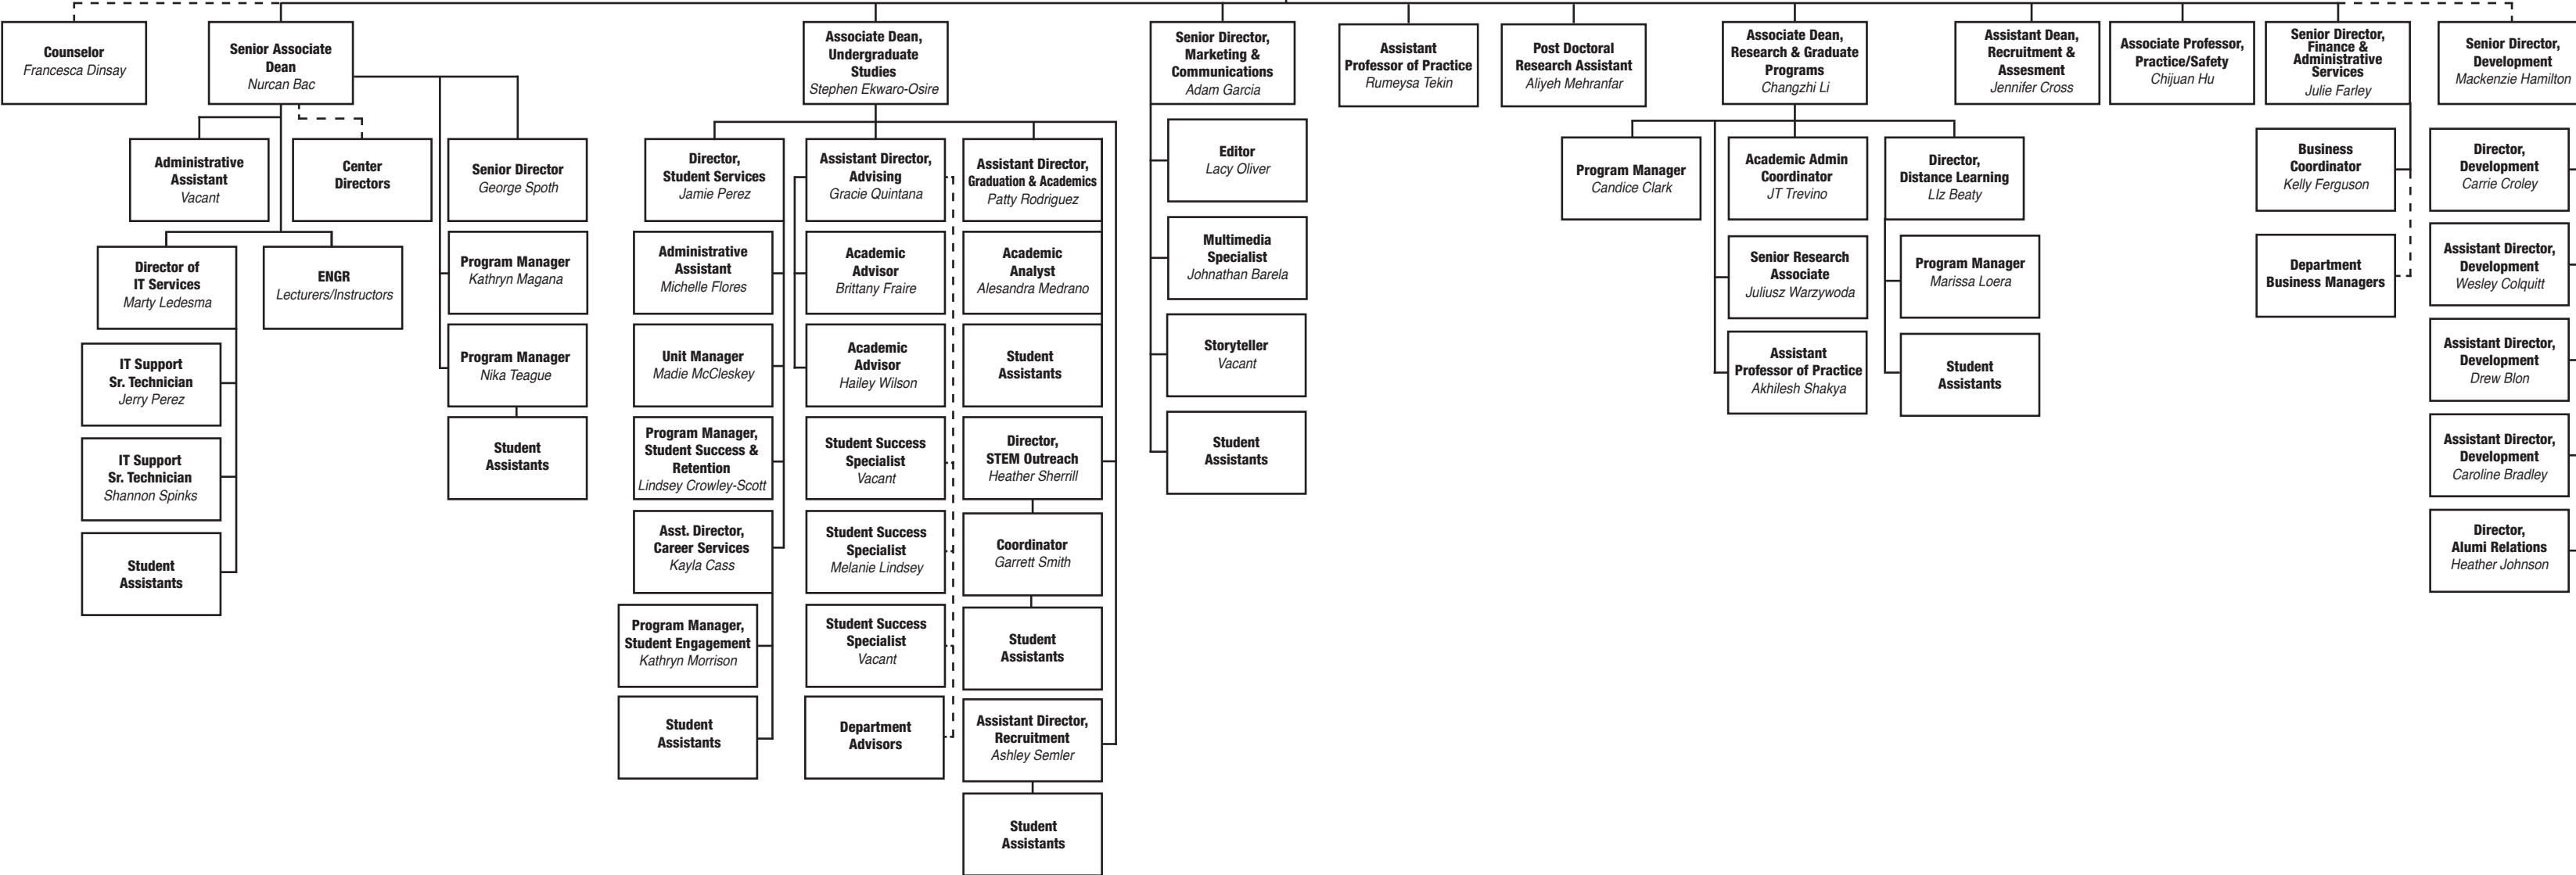 Counselor
Francesca Dinsay
Senior Associate
Dean
Nurcan Bac
Administrative
Assistant
Vacant
Center
Directors
Senior Director
George Spoth
Program Manager
Kathryn Magana
Program Manager
Nika Teague
Student
Assistants
Director of
IT Services
Marty Ledesma
ENGR
Lecturers/Instructors
IT Support
Sr. Technician
Jerry Perez
IT Support
Sr. Technician
Shannon Spinks
Student
Assistants
Associate Dean,
Undergraduate
Studies
Stephen Ekwaro-Osire
Director,
Student Services
Jamie Perez
Administrative
Assistant
Michelle Flores
Unit Manager
Madie McCleskey
Program Manager,
Student Success &
Retention
Lindsey Crowley-Scott
Asst. Director,
Career Services
Kayla Cass
Program Manager,
Student Engagement
Kathryn Morrison
Student
Assistants
Assistant Director,
Advising
Gracie Quintana
Academic
Advisor
Brittany Fraire
Academic
Advisor
Hailey Wilson
Student Success
Specialist
Vacant
Student Success
Specialist
Melanie Lindsey
Student Success
Specialist
Vacant
Department
Advisors
Assistant Director,
Graduation & Academics
Patty Rodriguez
Academic
Analyst
Alesandra Medrano
Student
Assistants
Director,
STEM Outreach
Heather Sherrill
Coordinator
Garrett Smith
Student
Assistants
Assistant Director,
Recruitment
Ashley Semler
Student
Assistants
Senior Director,
Marketing &
Communications
Adam Garcia
Editor
Lacy Oliver
Multimedia
Specialist
Johnathan Barela
Storyteller
Vacant
Student
Assistants
Assistant
Professor of Practice
Rumeysa Tekin
Post Doctoral
Research Assistant
Aliyeh Mehranfar
Associate Dean,
Research & Graduate
Programs
Changzhi Li
Program Manager
Candice Clark
Academic Admin
Coordinator
JT Trevino
Senior Research
Associate
Juliusz Warzywoda
Assistant
Professor of Practice
Akhilesh Shakya
Director,
Distance Learning
LIz Beaty
Program Manager
Marissa Loera
Student
Assistants
Assistant Dean,
Recruitment &
Assesment
Jennifer Cross
Associate Professor,
Practice/Safety
Chijuan Hu
Senior Director,
Finance &
Administrative
Services
Julie Farley
Business
Coordinator
Kelly Ferguson
Department
Business Managers
Senior Director,
Development
Mackenzie Hamilton
Director,
Development
Carrie Croley
Assistant Director,
Development
Wesley Colquitt
Assistant Director,
Development
Drew Blon
Assistant Director,
Development
Caroline Bradley
Director,
Alumi Relations
Heather Johnson